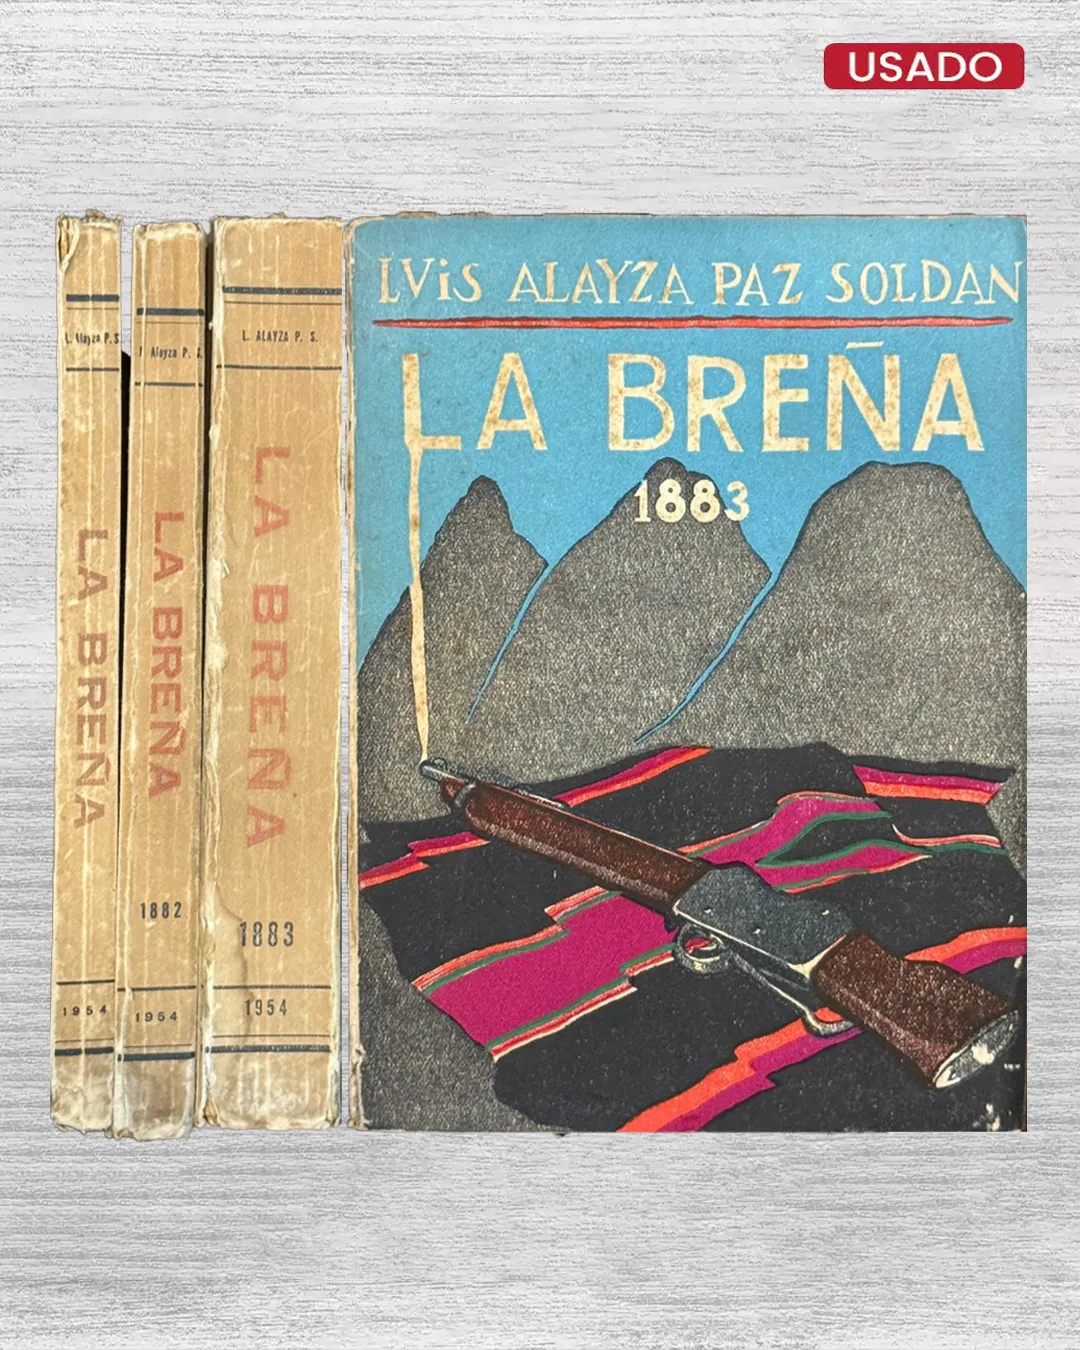 USADO
L. Alayza P. S.
LA BREÑA
1954
L. Alayza P. S.
LA BREÑA
1882
1954
L. ALAYZA P. S.
LA BREÑA
1883
1954
LVIS ALAYZA PAZ SOLDAN
LA BREÑA
1883